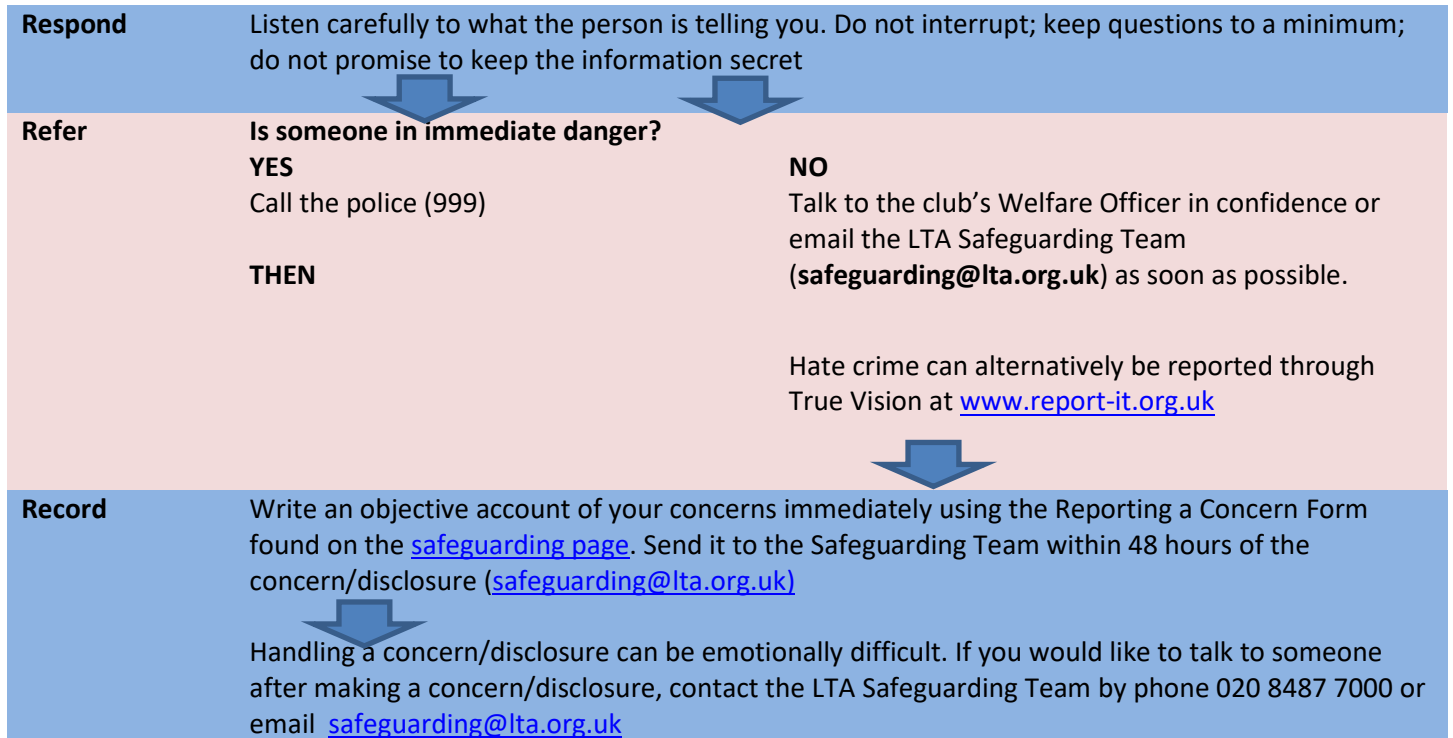 Respond Listen carefully to what the person is telling you. Do not interrupt; keep questions to a minimum;
do not promise to keep the information secret
Refer Is someone in immediate danger?
YES
Call the police (999)
THEN
NO
Talk to the club’s Welfare Officer in confidence or
email the LTA Safeguarding Team
(safeguarding@lta.org.uk) as soon as possible.
Hate crime can alternatively be reported through
True Vision at www.report-it.org.uk
Record Write an objective account of your concerns immediately using the Reporting a Concern Form
found on the safeguarding page. Send it to the Safeguarding Team within 48 hours of the
concern/disclosure (safeguarding@lta.org.uk)
Handling a concern/disclosure can be emotionally difficult. If you would like to talk to someone
after making a concern/disclosure, contact the LTA Safeguarding Team by phone 020 8487 7000 or
email safeguarding@lta.org.uk